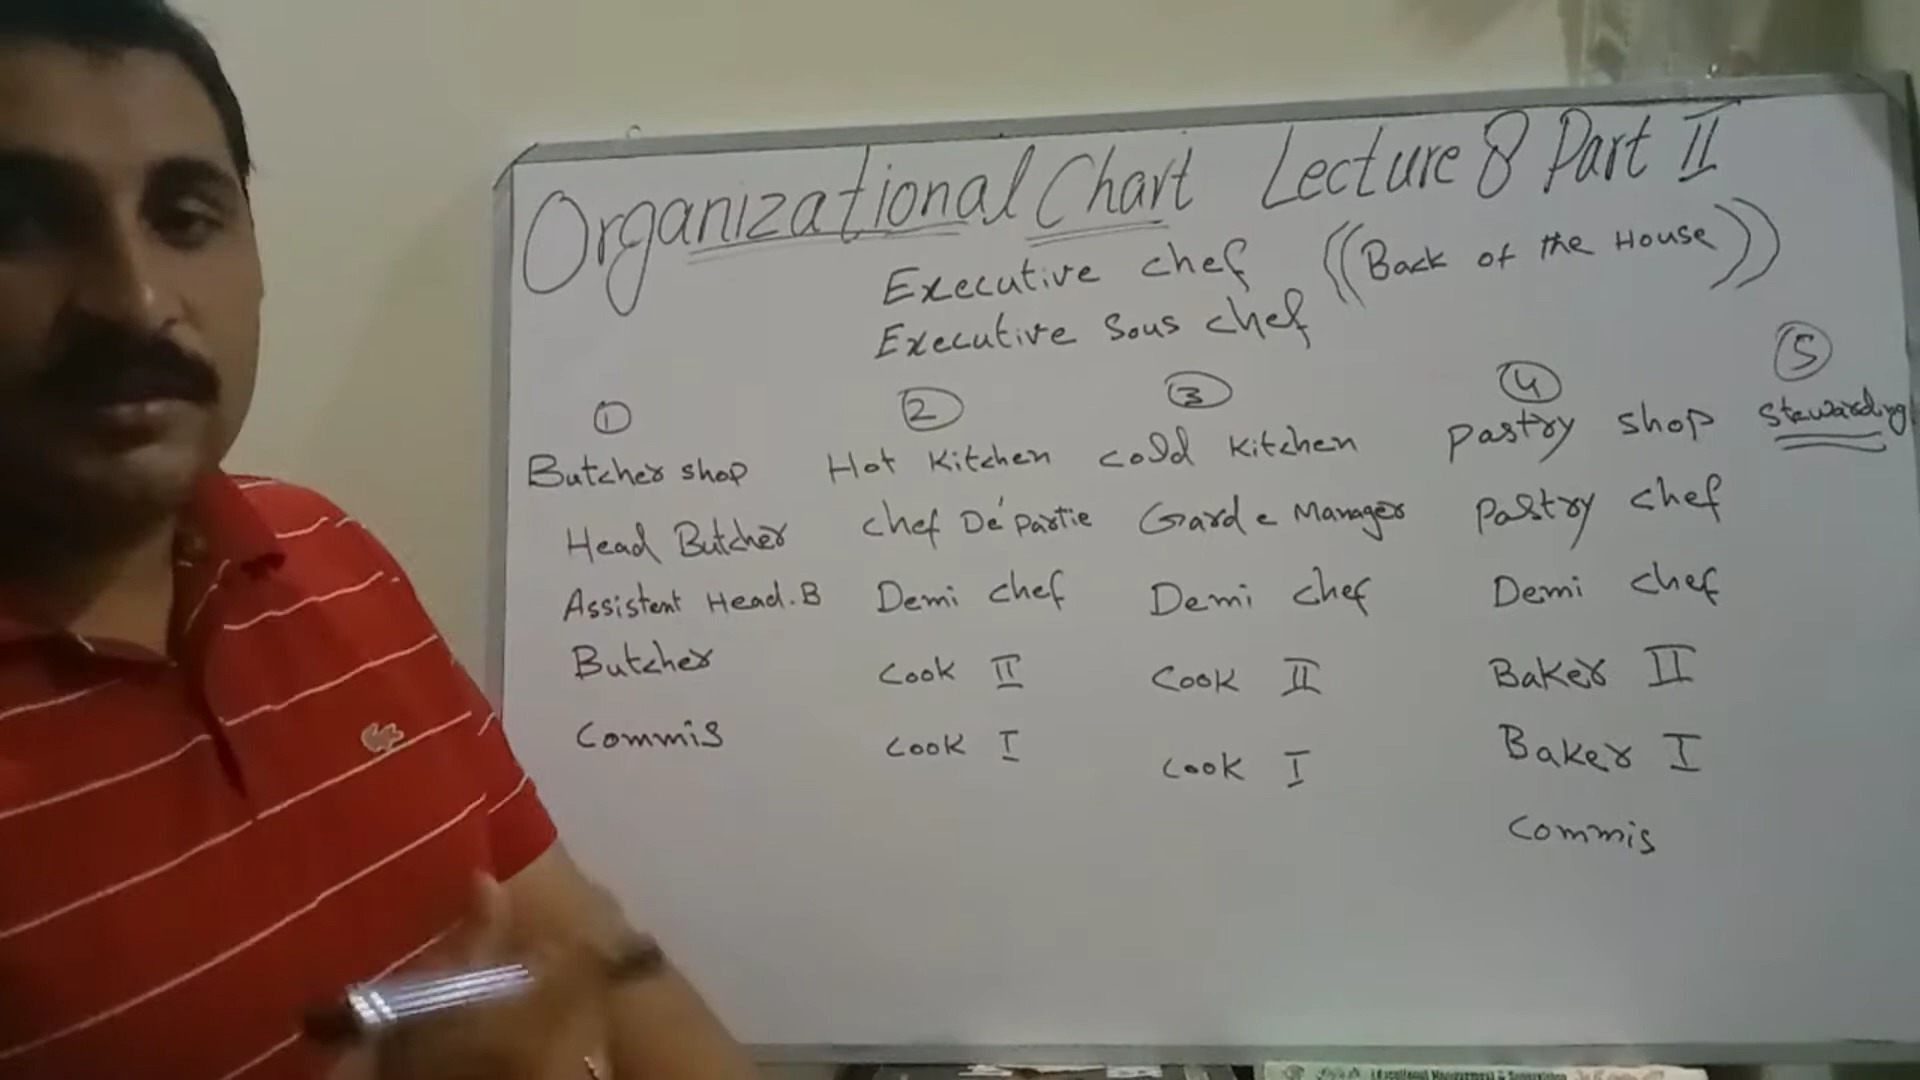 Organizational Chart Lecture 8 Part II
Executive chef ((Back of the House))
Executive Sous chef
① ② ③ ④ ⑤
Butcher shop Hot Kitchen cold kitchen Pastry shop Stewarding
Head Butcher chef De'partie Garde Manager Pastry chef
Assistent Head.B Demi chef Demi chef Demi chef
Butcher Cook II Cook II Baker II
Commis Cook I Cook I Baker I
Commis